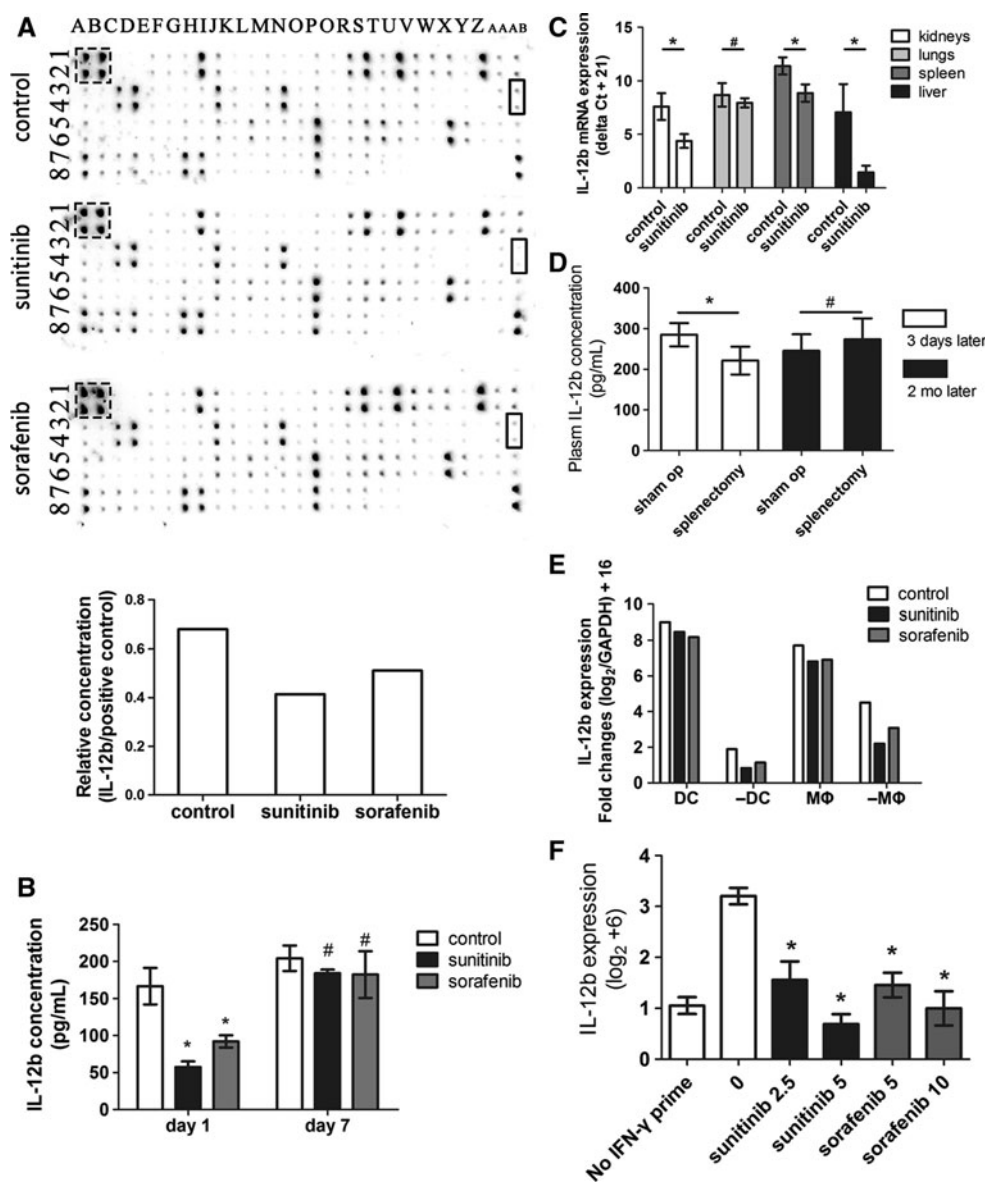 A
A B C D E F G H I J K L M N O P Q R S T U V W X Y Z AA AB
control
1
2
3
4
5
6
7
8
sunitinib
1
2
3
4
5
6
7
8
sorafenib
1
2
3
4
5
6
7
8
Relative concentration
(IL-12b/positive control)
0.8
0.6
0.4
0.2
0.0
control sunitinib sorafenib
B
IL-12b concentration
(pg/mL)
250
200
150
100
50
0
* * # #
control
sunitinib
sorafenib
day 1 day 7
C
IL-12b mRNA expression
(delta Ct + 21)
15
10
5
0
* # * *
kidneys
lungs
spleen
liver
control sunitinib control sunitinib control sunitinib control sunitinib
D
Plasm IL-12b concentration
(pg/mL)
400
300
200
100
0
* #
3 days later
2 mo later
sham op splenectomy sham op splenectomy
E
IL-12b expression
Fold changes (log2/GAPDH) + 16
10
8
6
4
2
0
control
sunitinib
sorafenib
DC –DC MΦ –MΦ
F
IL-12b expression
(log2 +6)
4
3
2
1
0
* * * *
No IFN-γ prime 0 sunitinib 2.5 sunitinib 5 sorafenib 5 sorafenib 10